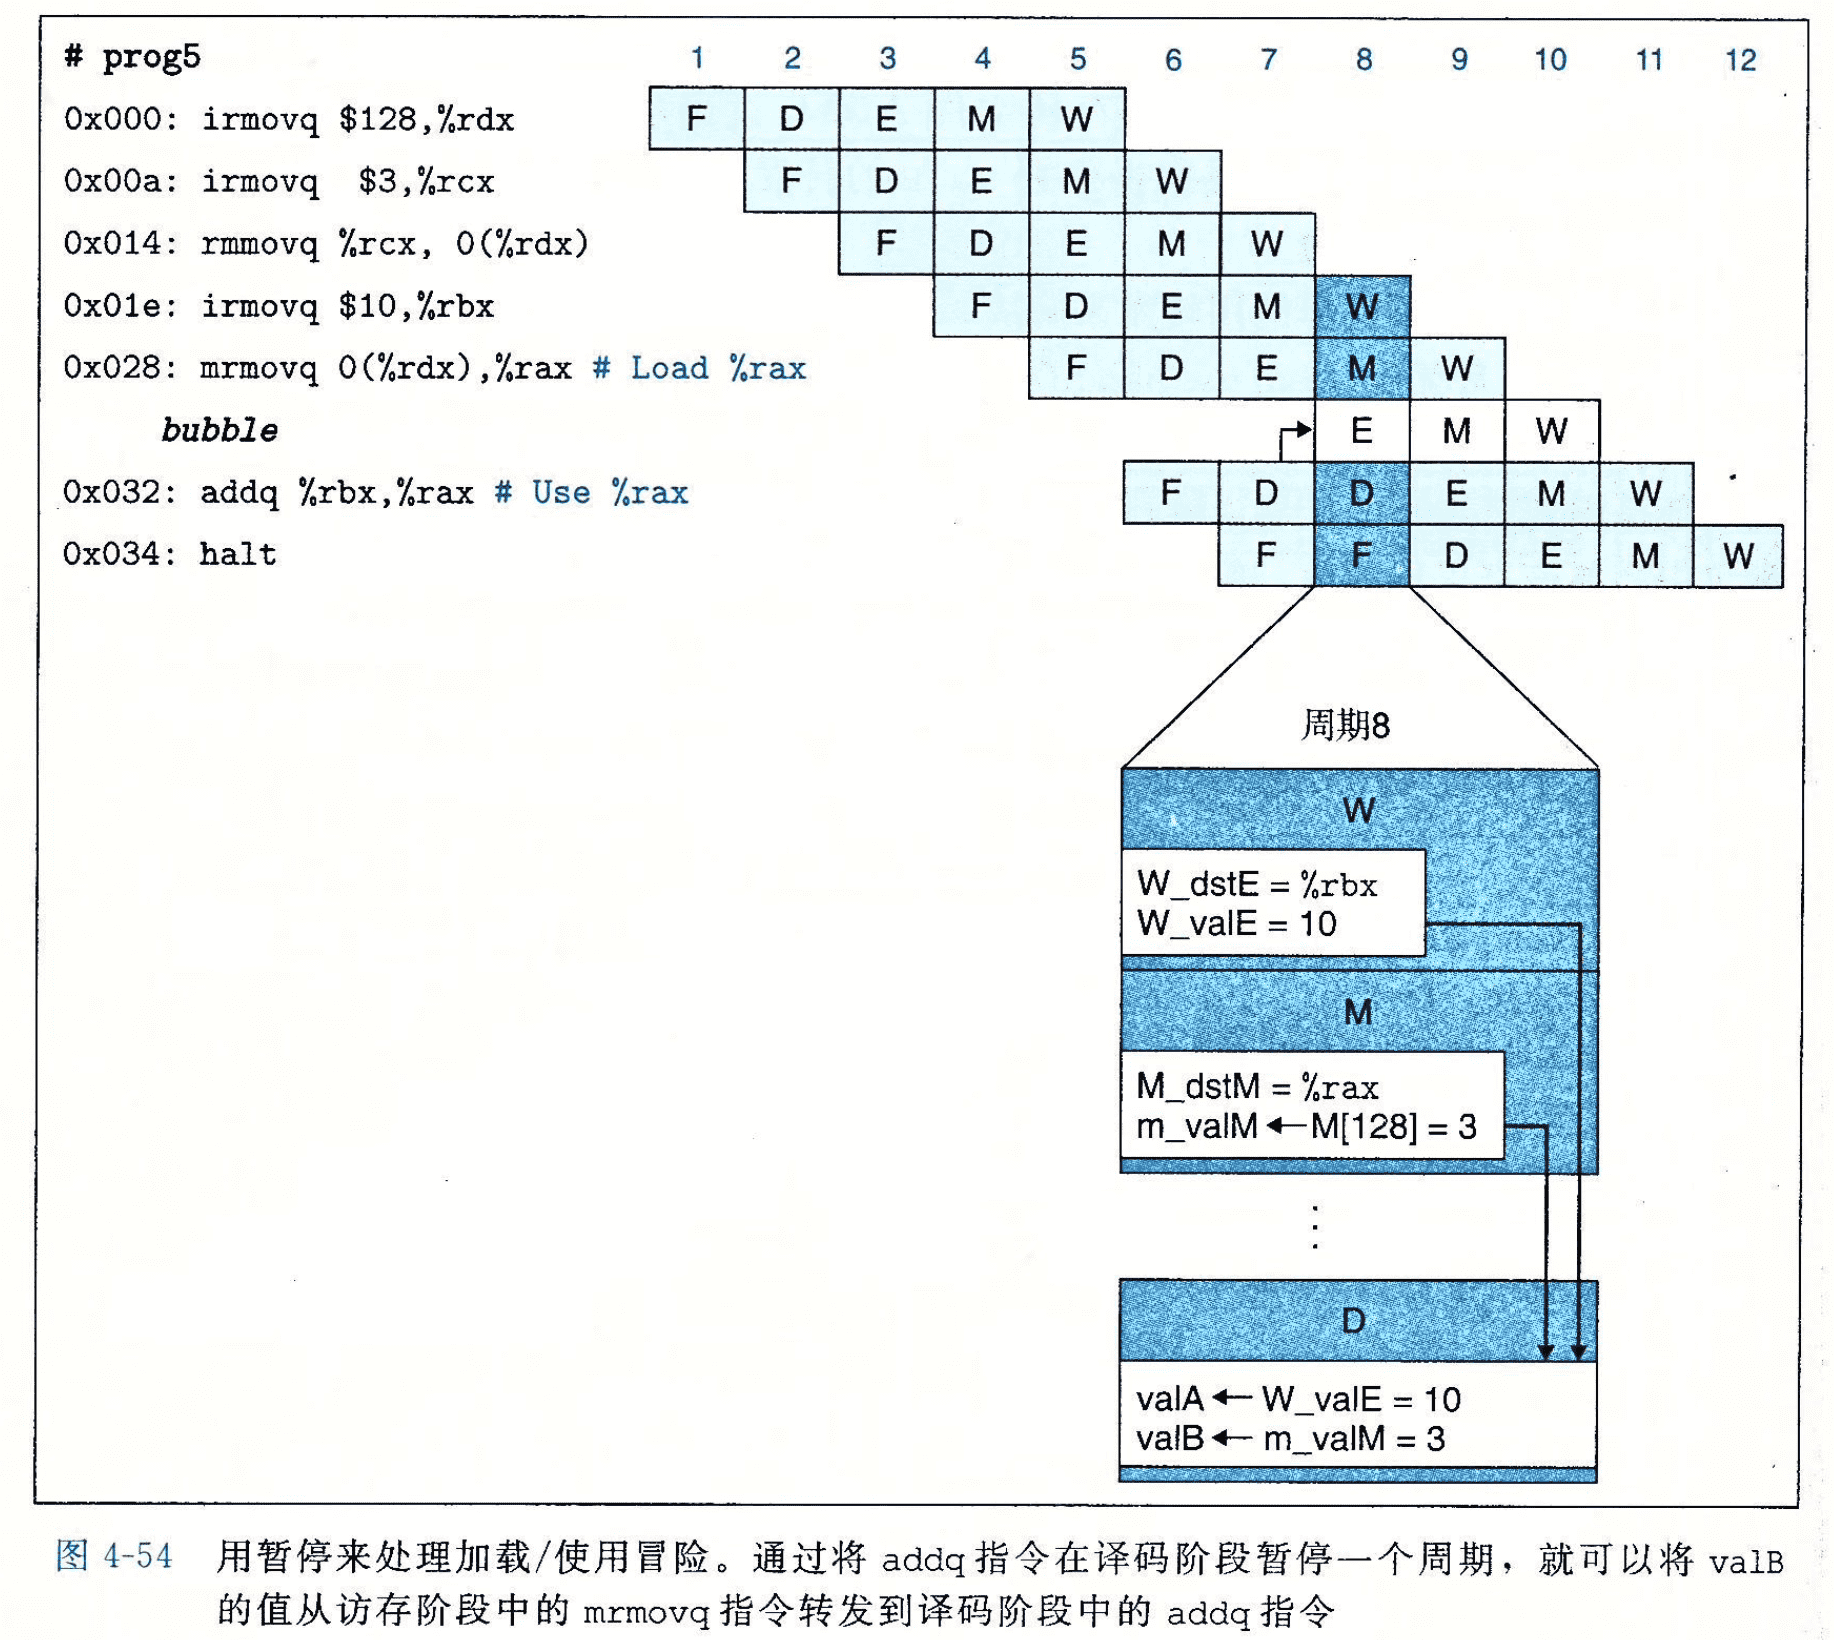 # prog5 1 2 3 4 5 6 7 8 9 10 11 12
0x000: irmovq $128,%rdx F D E M W
0x00a: irmovq $3,%rcx F D E M W
0x014: rmmovq %rcx, 0(%rdx) F D E M W
0x01e: irmovq $10,%rbx F D E M W
0x028: mrmovq 0(%rdx),%rax # Load %rax F D E M W
bubble E M W
0x032: addq %rbx,%rax # Use %rax F D D E M W
0x034: halt F F D E M W
周期8
W
W_dstE = %rbx
W_valE = 10
M
M_dstM = %rax
m_valM ← M[128] = 3
⋮
D
valA ← W_valE = 10
valB ← m_valM = 3
图 4-54 用暂停来处理加载/使用冒险。通过将 addq 指令在译码阶段暂停一个周期，就可以将 valB
的值从访存阶段中的 mrmovq 指令转发到译码阶段中的 addq 指令